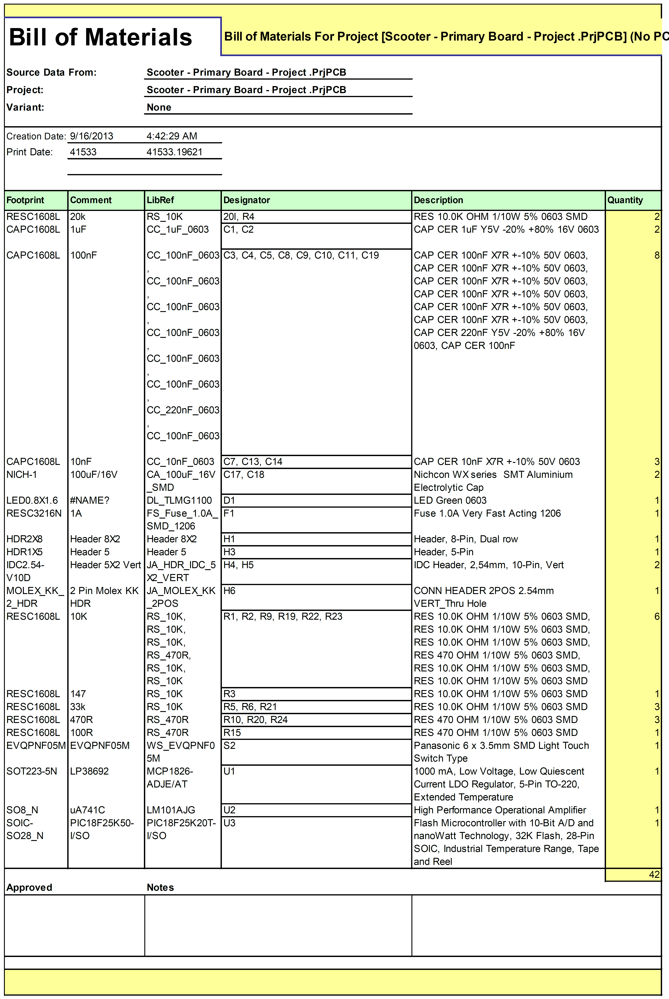 Bill of Materials
Bill of Materials For Project [Scooter - Primary Board - Project .PrjPCB] (No PC
Source Data From: Scooter - Primary Board - Project .PrjPCB
Project: Scooter - Primary Board - Project .PrjPCB
Variant: None
Creation Date: 9/16/2013 4:42:29 AM
Print Date: 41533 41533.19621
Footprint Comment LibRef Designator Description Quantity
RESC1608L 20k RS_10K 20l, R4 RES 10.0K OHM 1/10W 5% 0603 SMD 2
CAPC1608L 1uF CC_1uF_0603 C1, C2 CAP CER 1uF Y5V -20% +80% 16V 0603 2
CAPC1608L 100nF CC_100nF_0603 C3, C4, C5, C8, C9, C10, C11, C19 CAP CER 100nF X7R +-10% 50V 0603, 8
, CAP CER 100nF X7R +-10% 50V 0603,
CC_100nF_0603 CAP CER 100nF X7R +-10% 50V 0603,
, CAP CER 100nF X7R +-10% 50V 0603,
CC_100nF_0603 CAP CER 100nF X7R +-10% 50V 0603,
, CAP CER 100nF X7R +-10% 50V 0603,
CC_100nF_0603 CAP CER 220nF Y5V -20% +80% 16V
, 0603, CAP CER 100nF
CC_100nF_0603
,
CC_100nF_0603
,
CC_220nF_0603
,
CC_100nF_0603
CAPC1608L 10nF CC_10nF_0603 C7, C13, C14 CAP CER 10nF X7R +-10% 50V 0603 3
NICH-1 100uF/16V CA_100uF_16V C17, C18 Nichcon WX series  SMT Aluminium 2
_SMD Electrolytic Cap
LED0.8X1.6 #NAME? DL_TLMG1100 D1 LED Green 0603 1
RESC3216N 1A FS_Fuse_1.0A_ F1 Fuse 1.0A Very Fast Acting 1206 1
SMD_1206
HDR2X8 Header 8X2 Header 8X2 H1 Header, 8-Pin, Dual row 1
HDR1X5 Header 5 Header 5 H3 Header, 5-Pin 1
IDC2.54- Header 5X2 Vert JA_HDR_IDC_5 H4, H5 IDC Header, 2,54mm, 10-Pin, Vert 2
V10D X2_VERT
MOLEX_KK_ 2 Pin Molex KK JA_MOLEX_KK H6 CONN HEADER 2POS 2.54mm 1
2_HDR HDR _2POS VERT_Thru Hole
RESC1608L 10K RS_10K, R1, R2, R9, R19, R22, R23 RES 10.0K OHM 1/10W 5% 0603 SMD, 6
RS_10K, RES 10.0K OHM 1/10W 5% 0603 SMD,
RS_10K, RES 10.0K OHM 1/10W 5% 0603 SMD,
RS_470R, RES 470 OHM 1/10W 5% 0603 SMD,
RS_10K, RES 10.0K OHM 1/10W 5% 0603 SMD,
RS_10K RES 10.0K OHM 1/10W 5% 0603 SMD
RESC1608L 147 RS_10K R3 RES 10.0K OHM 1/10W 5% 0603 SMD 1
RESC1608L 33k RS_10K R5, R6, R21 RES 10.0K OHM 1/10W 5% 0603 SMD 3
RESC1608L 470R RS_470R R10, R20, R24 RES 470 OHM 1/10W 5% 0603 SMD 3
RESC1608L 100R RS_470R R15 RES 470 OHM 1/10W 5% 0603 SMD 1
EVQPNF05M EVQPNF05M WS_EVQPNF0 S2 Panasonic 6 x 3.5mm SMD Light Touch 1
5M Switch Type
SOT223-5N LP38692 MCP1826- U1 1000 mA, Low Voltage, Low Quiescent 1
ADJE/AT Current LDO Regulator, 5-Pin TO-220,
Extended Temperature
SO8_N uA741C LM101AJG U2 High Performance Operational Amplifier 1
SOIC- PIC18F25K50- PIC18F25K20T- U3 Flash Microcontroller with 10-Bit A/D and 1
SO28_N I/SO I/SO nanoWatt Technology, 32K Flash, 28-Pin
SOIC, Industrial Temperature Range, Tape
and Reel
42
Approved Notes